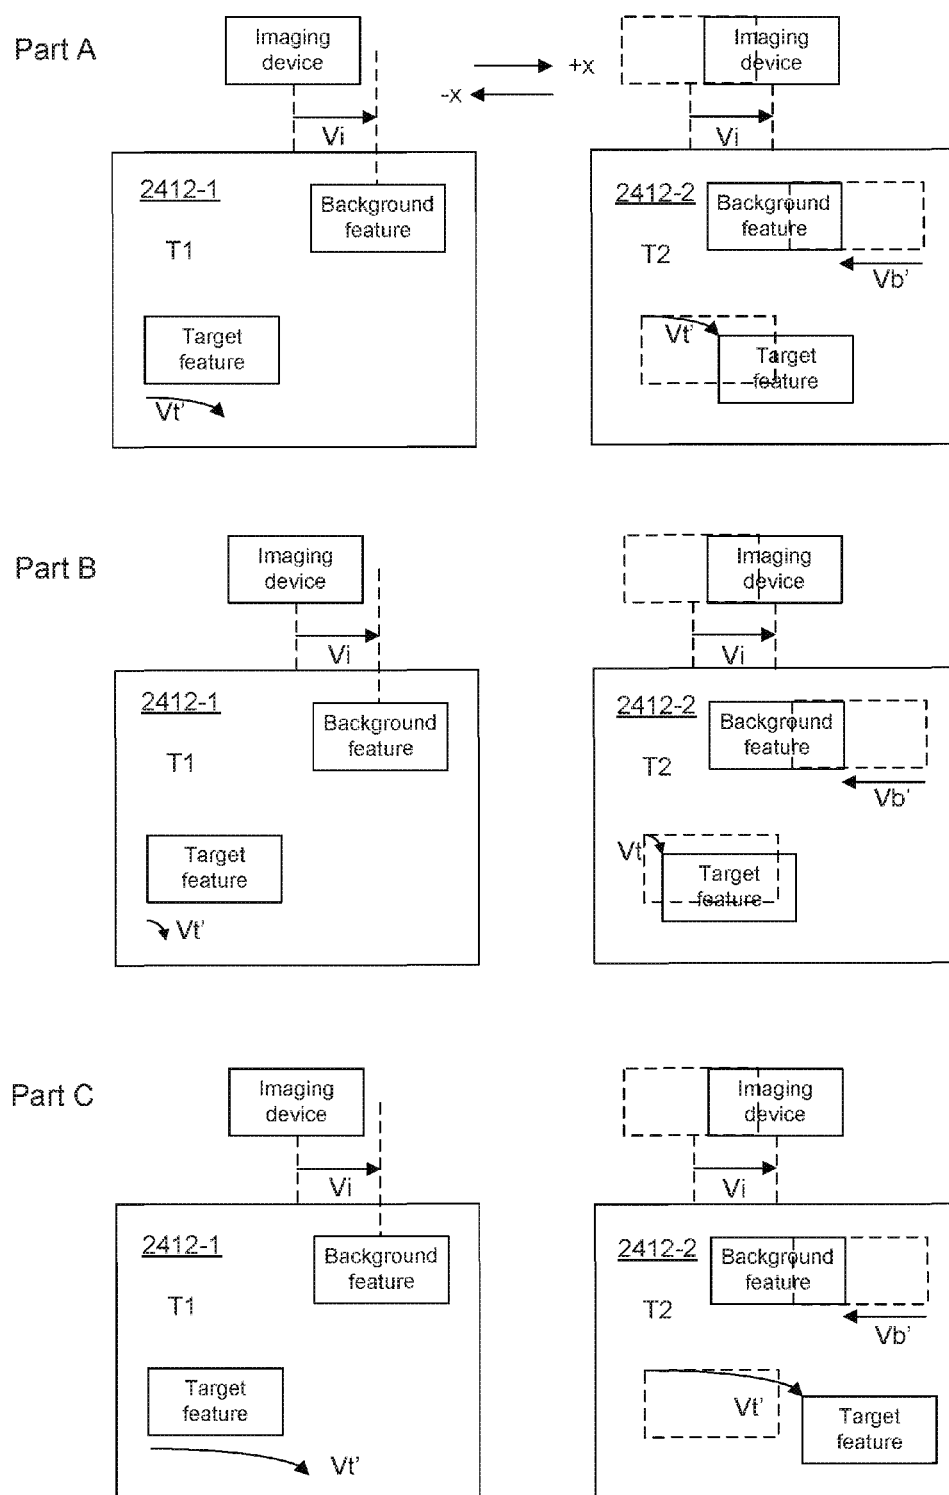 Part A
Imaging
device
+x
-x
Imaging
device
Vi
Vi
2412-1
Background
feature
T1
Target
feature
Vt'
2412-2
Background
feature
T2
Vb'
Vt'
Target
feature
Part B
Imaging
device
Imaging
device
Vi
Vi
2412-1
Background
feature
T1
Target
feature
Vt'
2412-2
Background
feature
T2
Vb'
Vt
Target
feature
Part C
Imaging
device
Imaging
device
Vi
Vi
2412-1
Background
feature
T1
Target
feature
Vt'
2412-2
Background
feature
T2
Vb'
Vt'
Target
feature